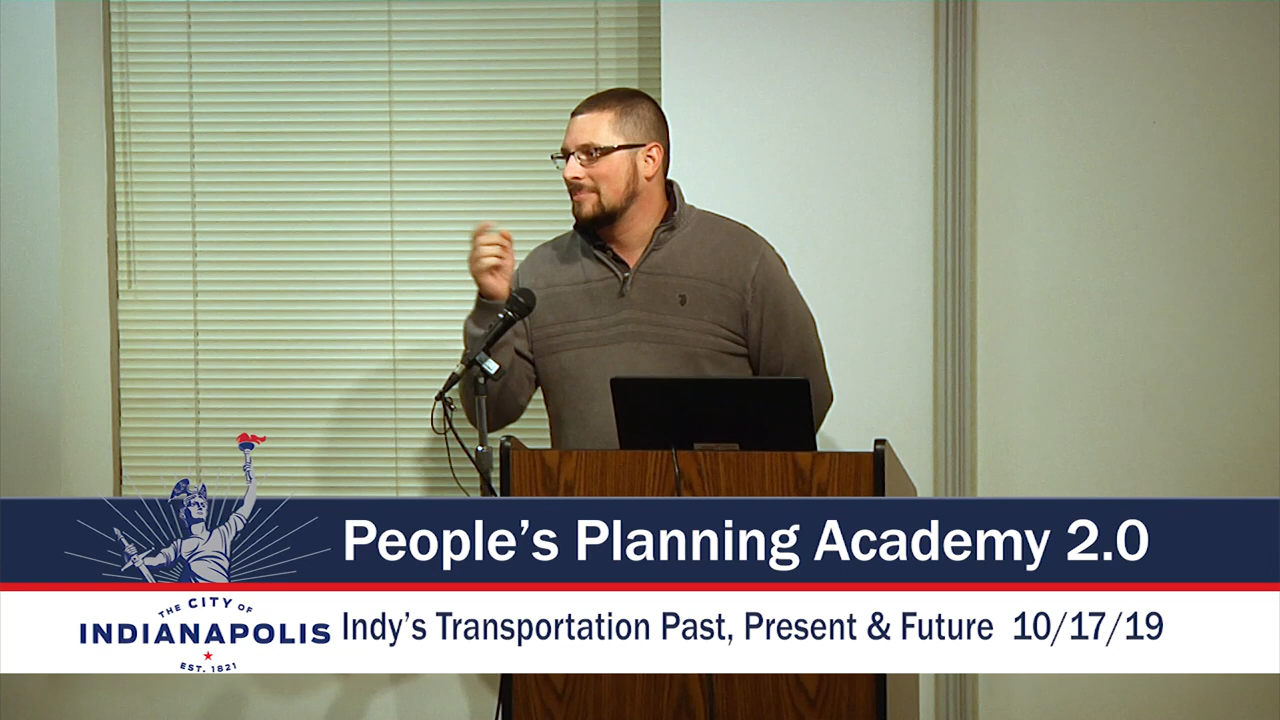 People's Planning Academy 2.0
THE CITY OF
INDIANAPOLIS
EST. 1821
Indy's Transportation Past, Present & Future 10/17/19